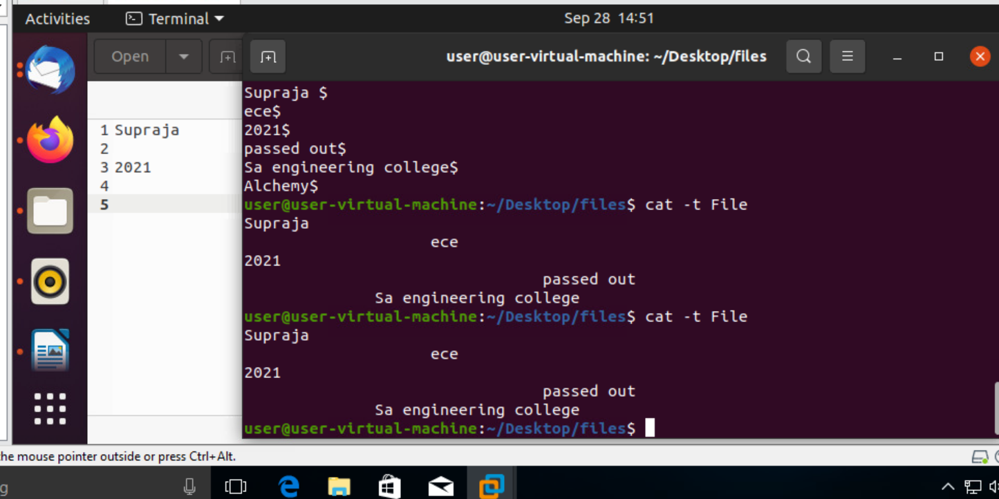 Activities Terminal Sep 28 14:51
Open user@user-virtual-machine: ~/Desktop/files
1 Supraja
2
3 2021
4
5
Supraja $
ece$
2021$
passed out$
Sa engineering college$
Alchemy$
user@user-virtual-machine:~/Desktop/files$ cat -t File
Supraja
ece
2021
passed out
Sa engineering college
user@user-virtual-machine:~/Desktop/files$ cat -t File
Supraja
ece
2021
passed out
Sa engineering college
user@user-virtual-machine:~/Desktop/files$
he mouse pointer outside or press Ctrl+Alt.
g